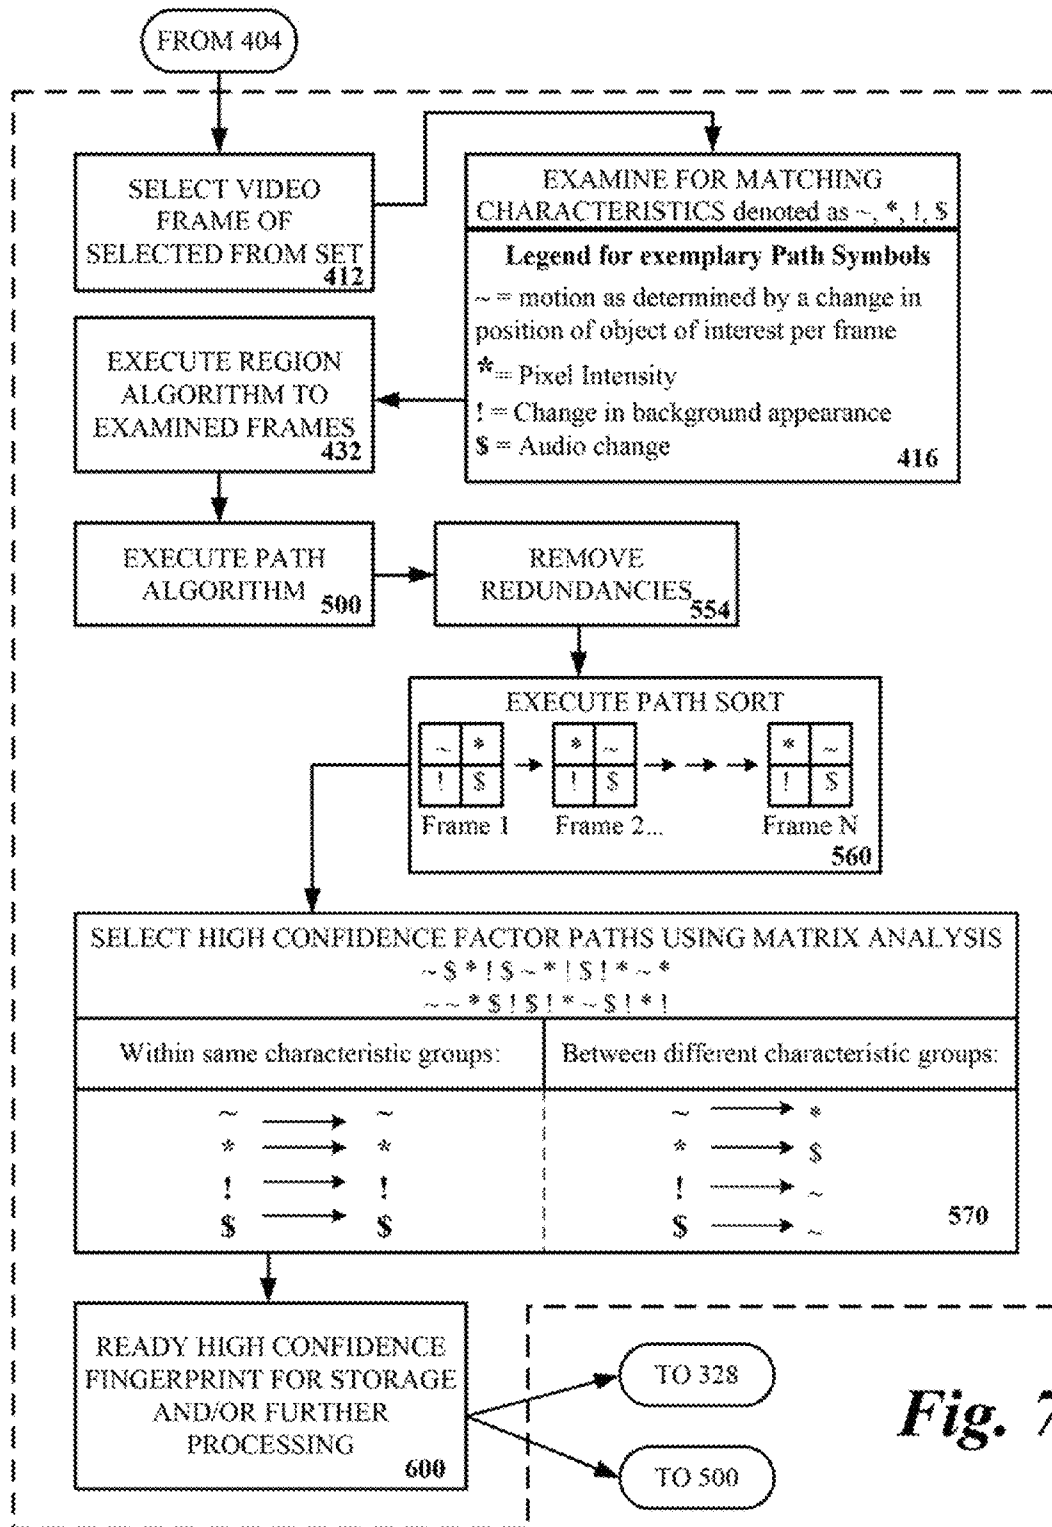 FROM 404
SELECT VIDEO
FRAME OF
SELECTED FROM SET
412
EXAMINE FOR MATCHING
CHARACTERISTICS denoted as ~, *, !, $
Legend for exemplary Path Symbols
~ = motion as determined by a change in
position of object of interest per frame
*= Pixel Intensity
! = Change in background appearance
$ = Audio change
416
EXECUTE REGION
ALGORITHM TO
EXAMINED FRAMES
432
EXECUTE PATH
ALGORITHM
500
REMOVE
REDUNDANCIES
554
EXECUTE PATH SORT
~ * * ~ * ~
! $ ! $ ! $
Frame 1 Frame 2... Frame N
560
SELECT HIGH CONFIDENCE FACTOR PATHS USING MATRIX ANALYSIS
~ $ * ! $ ~ * ! $ ! * ~ *
~ ~ * $ ! $ ! * ~ $ ! * !
Within same characteristic groups:
Between different characteristic groups:
~ ~
* *
! !
$ $
~ *
* $
! ~
$ ~
570
READY HIGH CONFIDENCE
FINGERPRINT FOR STORAGE
AND/OR FURTHER
PROCESSING
600
TO 328
TO 500
Fig. 7